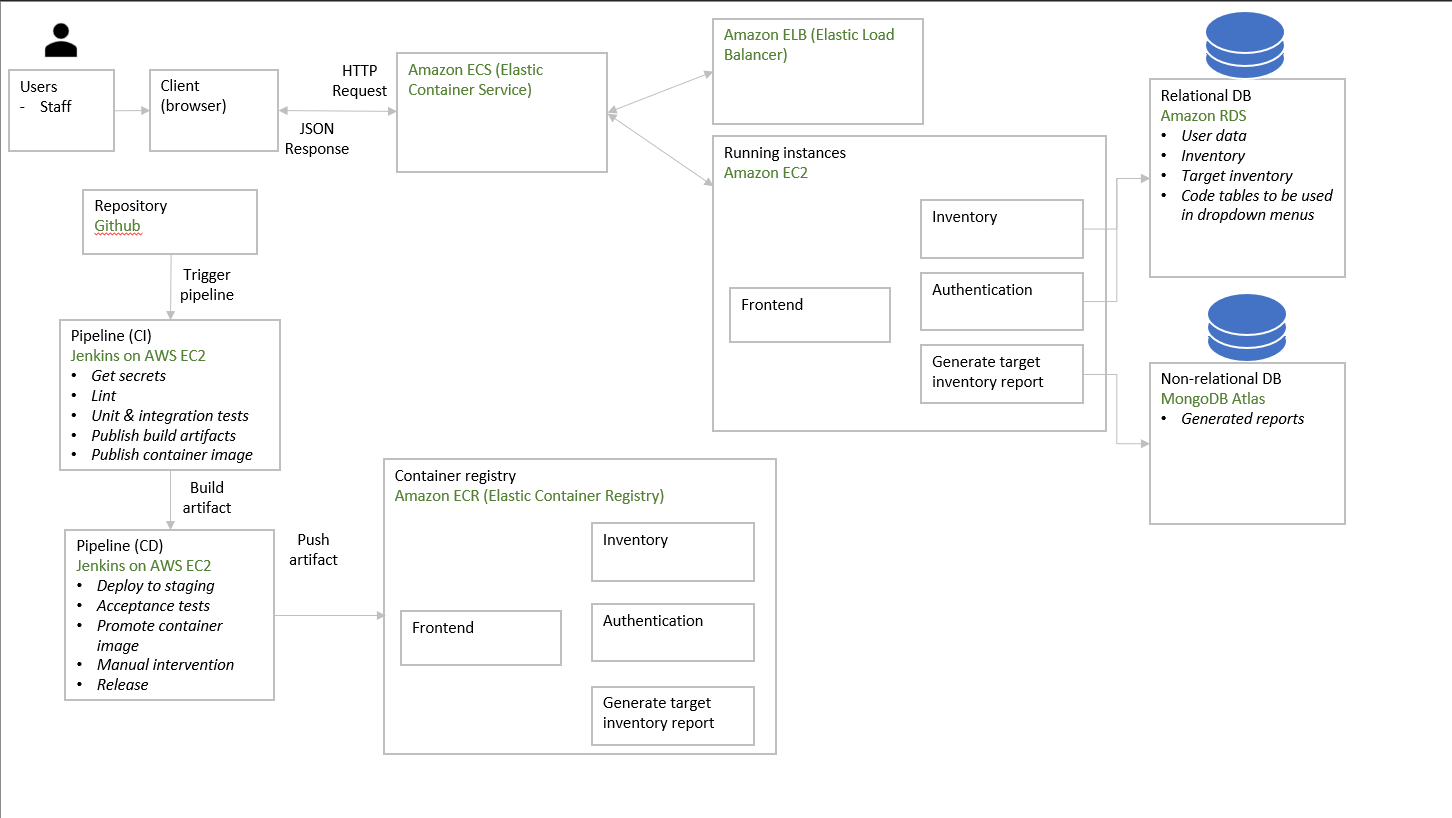 Users
- Staff
Client
(browser)
HTTP
Request
JSON
Response
Amazon ECS (Elastic
Container Service)
Amazon ELB (Elastic Load
Balancer)
Running instances
Amazon EC2
Inventory
Authentication
Frontend
Generate target
inventory report
Relational DB
Amazon RDS
• User data
• Inventory
• Target inventory
• Code tables to be used
in dropdown menus
Non-relational DB
MongoDB Atlas
• Generated reports
Repository
Github
Trigger
pipeline
Pipeline (CI)
Jenkins on AWS EC2
• Get secrets
• Lint
• Unit & integration tests
• Publish build artifacts
• Publish container image
Build
artifact
Pipeline (CD)
Jenkins on AWS EC2
• Deploy to staging
• Acceptance tests
• Promote container
image
• Manual intervention
• Release
Push
artifact
Container registry
Amazon ECR (Elastic Container Registry)
Inventory
Authentication
Frontend
Generate target
inventory report